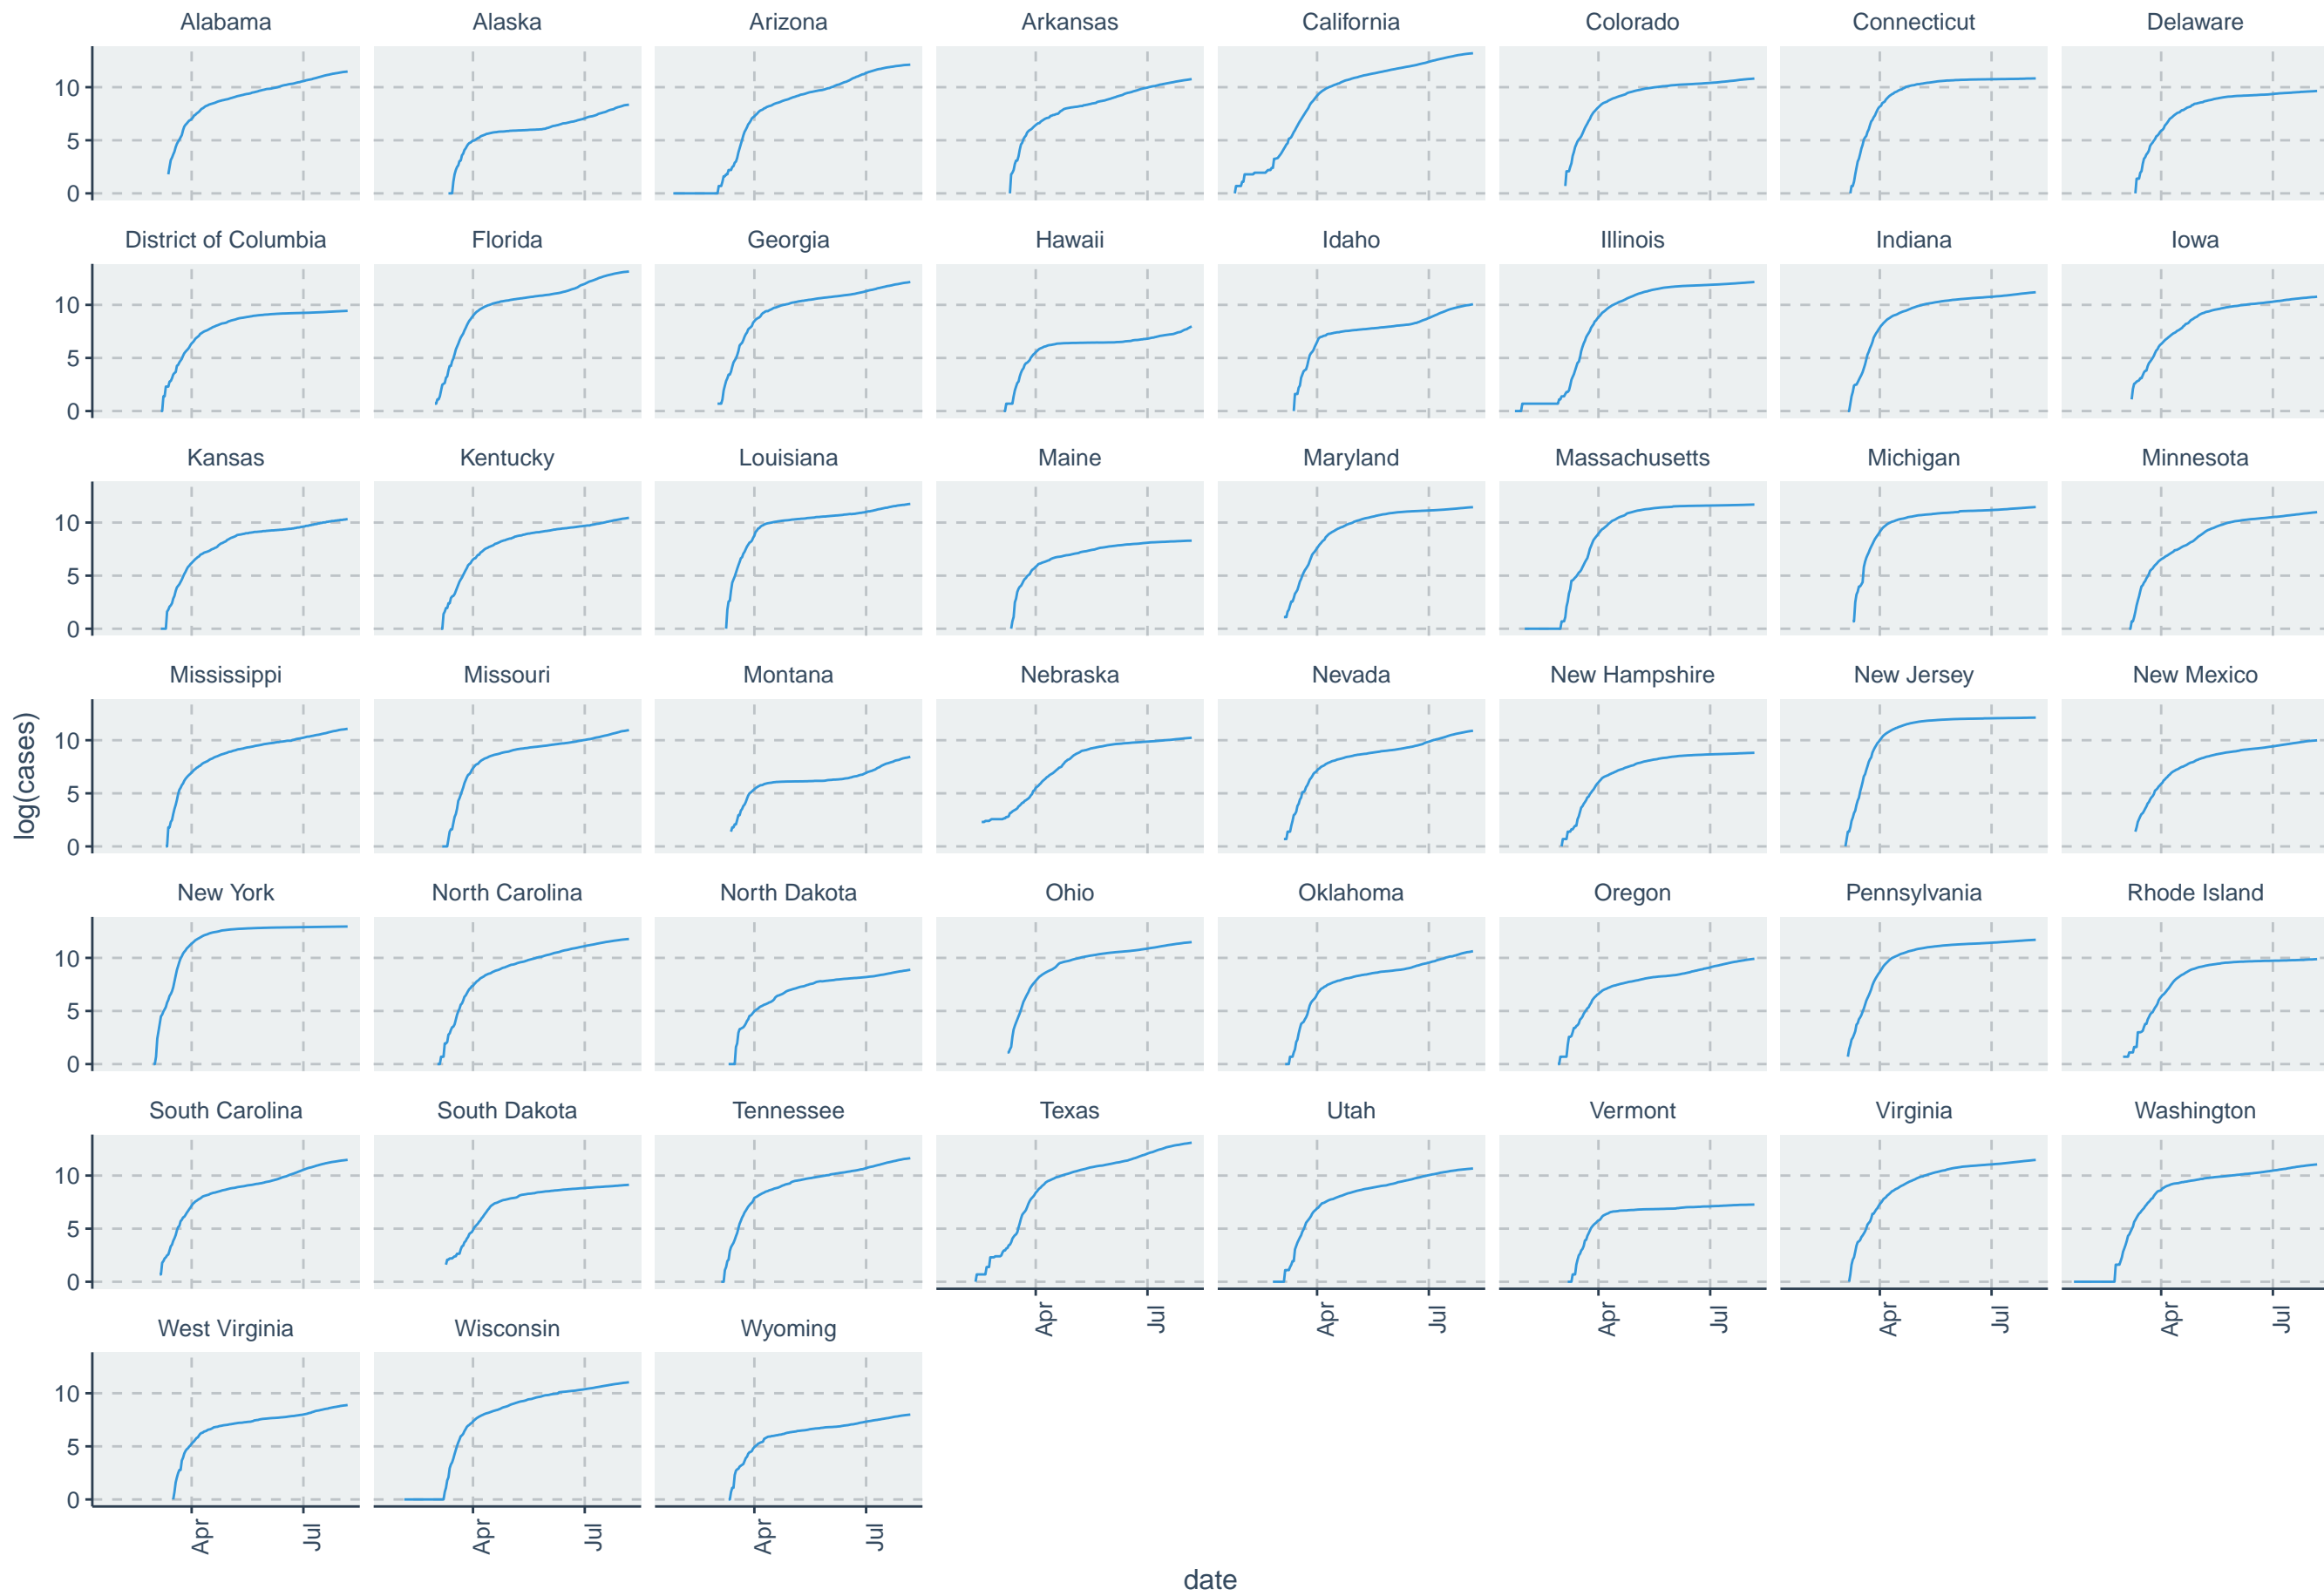 Alabama Alaska Arizona Arkansas California Colorado Connecticut Delaware
10
5
0
District of Columbia Florida Georgia Hawaii Idaho Illinois Indiana Iowa
10
5
0
Kansas Kentucky Louisiana Maine Maryland Massachusetts Michigan Minnesota
10
5
0
Mississippi Missouri Montana Nebraska Nevada New Hampshire New Jersey New Mexico
10
5
0
log(cases)
New York North Carolina North Dakota Ohio Oklahoma Oregon Pennsylvania Rhode Island
10
5
0
South Carolina South Dakota Tennessee Texas Utah Vermont Virginia Washington
10
5
0
Apr Jul Apr Jul Apr Jul Apr Jul Apr Jul
West Virginia Wisconsin Wyoming
10
5
0
Apr Jul Apr Jul Apr Jul
date